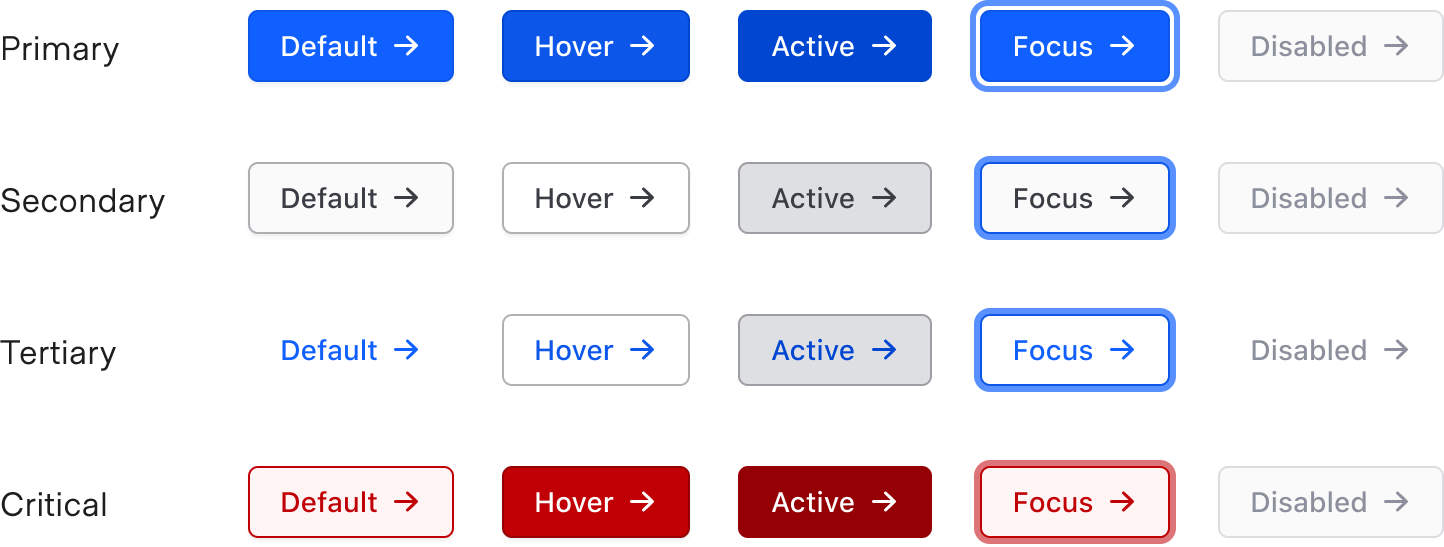 Primary Default → Hover → Active → Focus → Disabled →
Secondary Default → Hover → Active → Focus → Disabled →
Tertiary Default → Hover → Active → Focus → Disabled →
Critical Default → Hover → Active → Focus → Disabled →